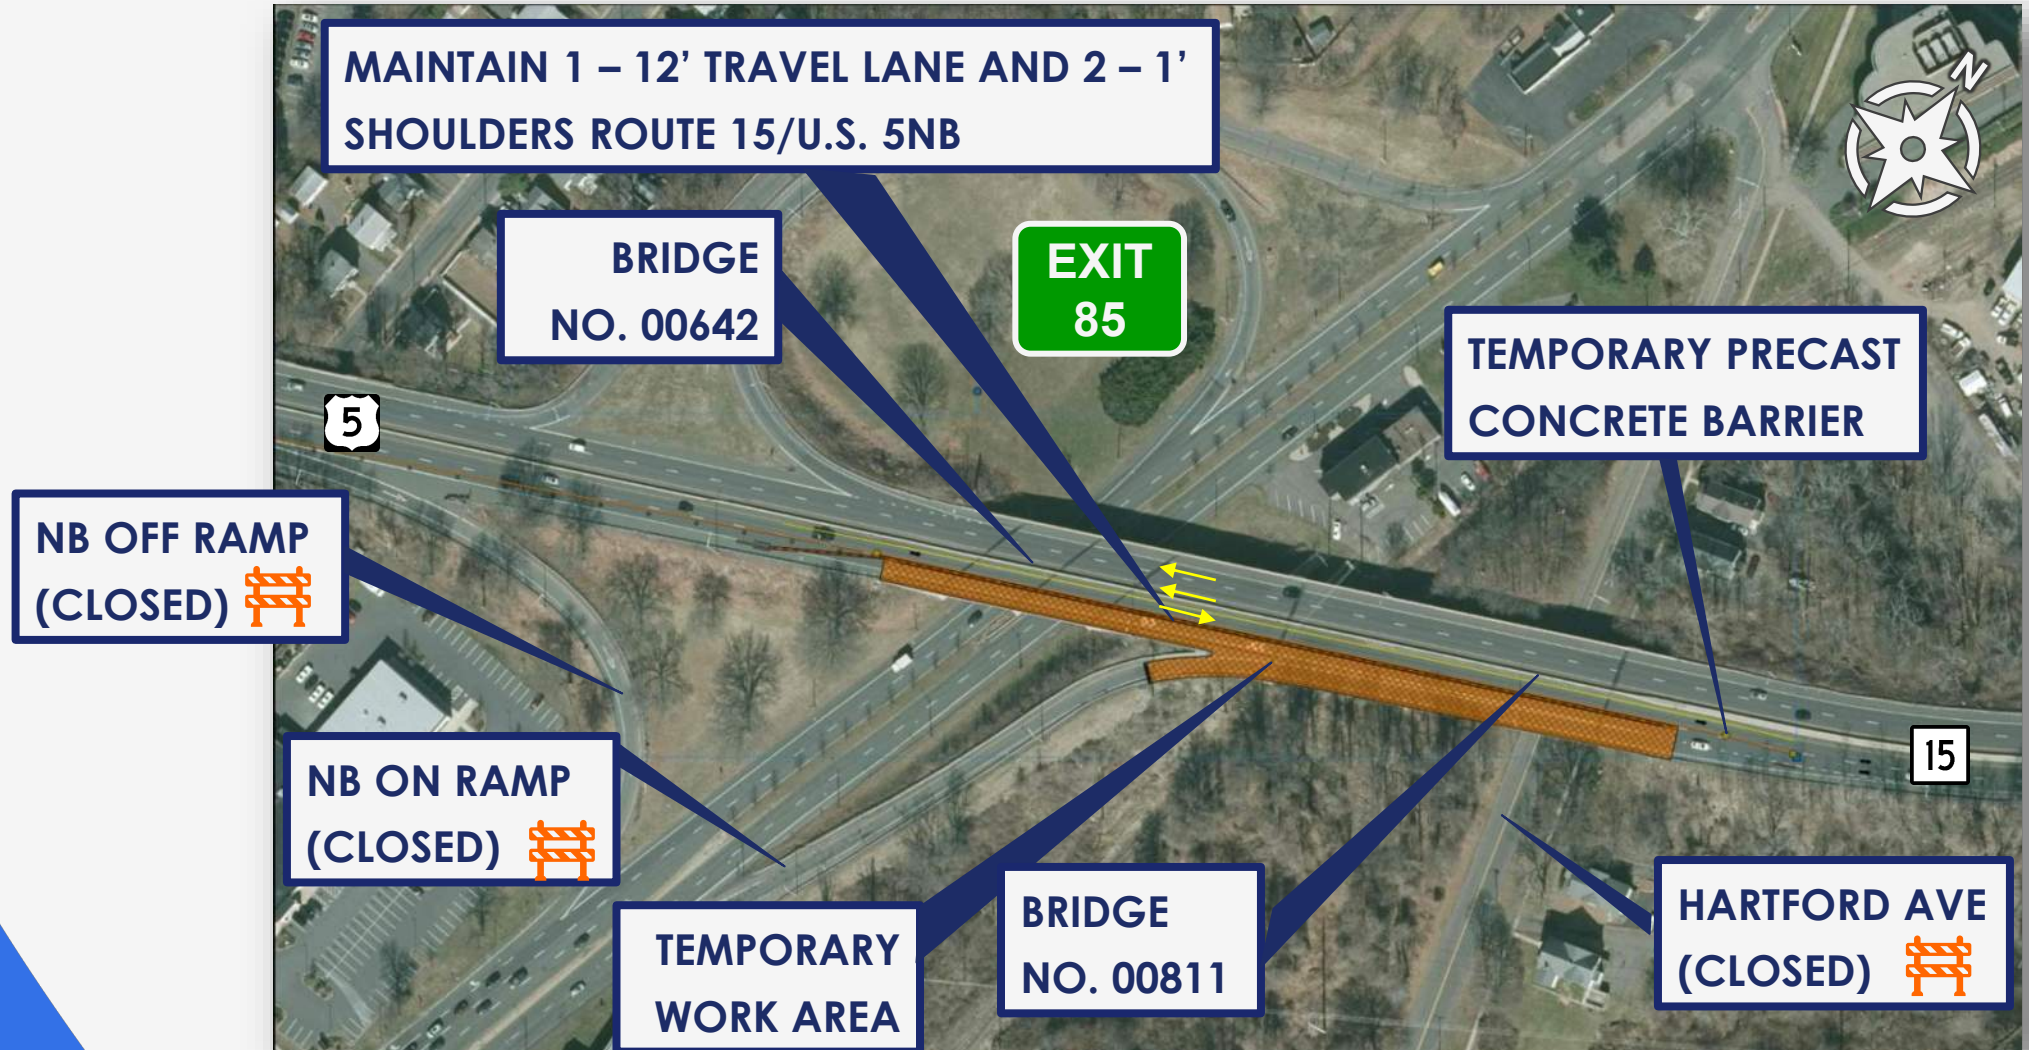 MAINTAIN 1 – 12’ TRAVEL LANE AND 2 – 1’
SHOULDERS ROUTE 15/U.S. 5NB
N
BRIDGE
NO. 00642
EXIT
85
TEMPORARY PRECAST
CONCRETE BARRIER
5
NB OFF RAMP
(CLOSED)
15
NB ON RAMP
(CLOSED)
TEMPORARY
WORK AREA
BRIDGE
NO. 00811
HARTFORD AVE
(CLOSED)